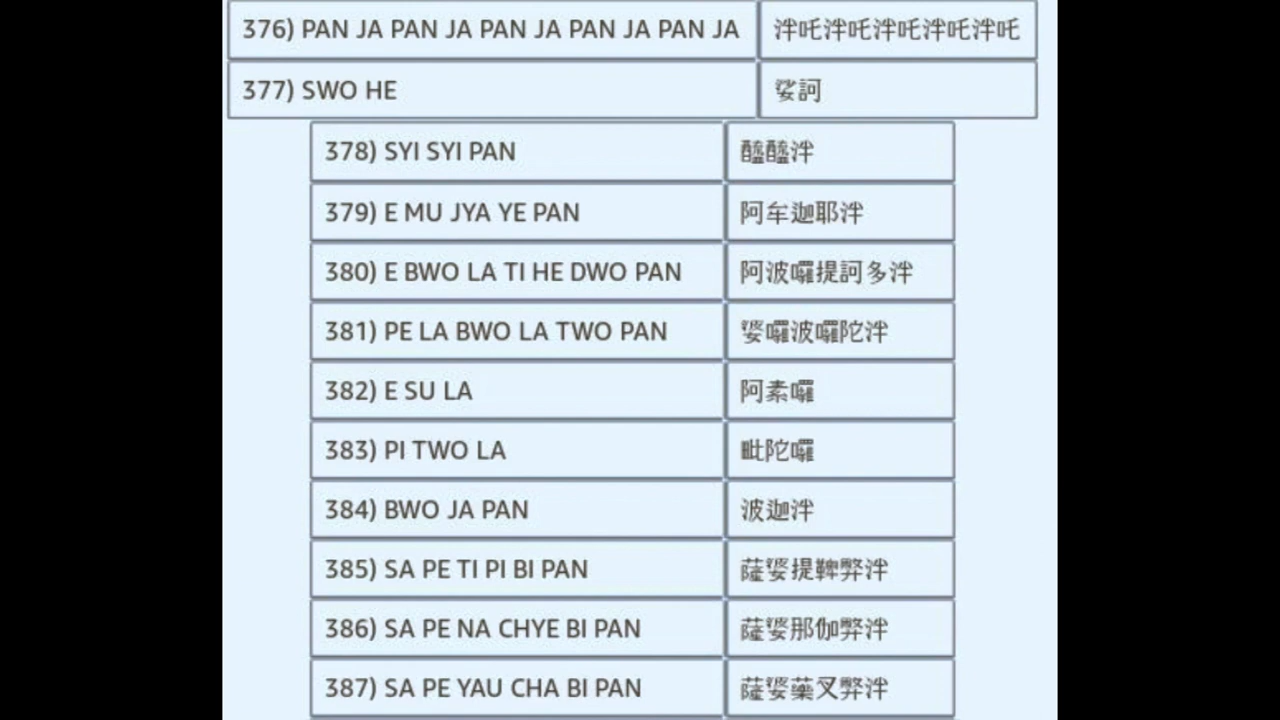 376) PAN JA PAN JA PAN JA PAN JA PAN JA 泮吒泮吒泮吒泮吒泮吒
377) SWO HE 娑訶
378) SYI SYI PAN 醯醯泮
379) E MU JYA YE PAN 阿牟迦耶泮
380) E BWO LA TI HE DWO PAN 阿波囉提訶多泮
381) PE LA BWO LA TWO PAN 婆囉波囉陀泮
382) E SU LA 阿素囉
383) PI TWO LA 毗陀囉
384) BWO JA PAN 波迦泮
385) SA PE TI PI BI PAN 薩婆提鞞弊泮
386) SA PE NA CHYE BI PAN 薩婆那伽弊泮
387) SA PE YAU CHA BI PAN 薩婆藥叉弊泮